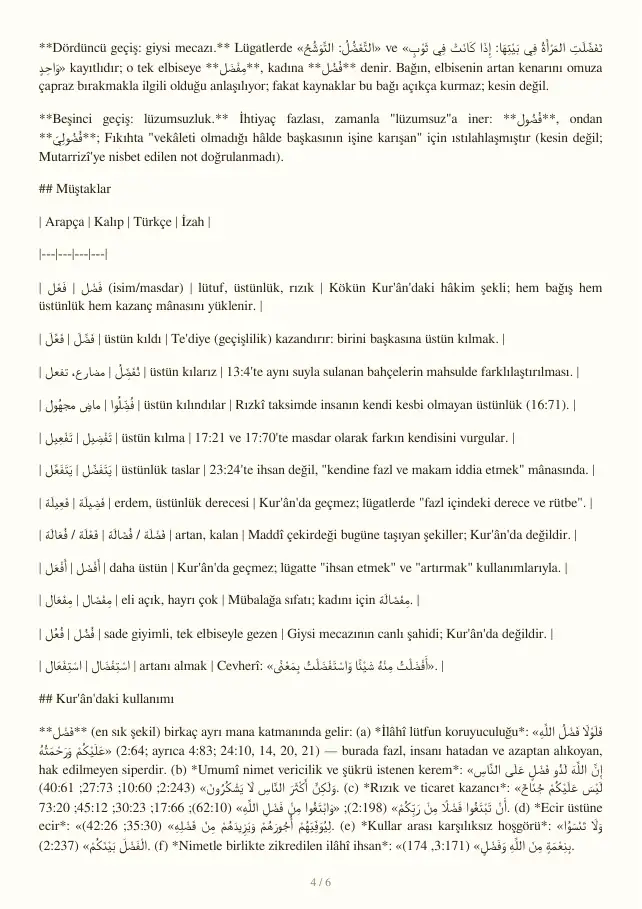 **Dördüncü geçiş: giysi mecazı.** Lügatlerde «التَّفَضُّلُ: التَّوَشُّحُ» ve «تَفَضَّلَتِ المَرْأَةُ فِي بَيْتِهَا: إِذَا كَانَتْ فِي ثَوْبٍ
وَاحِدٍ» kayıtlıdır; o tek elbiseye **مِفْضَل**, kadına **فُضُل** denir. Bağın, elbisenin artan kenarını omuza
çapraz bırakmakla ilgili olduğu anlaşılıyor; fakat kaynaklar bu bağı açıkça kurmaz; kesin değil.
**Beşinci geçiş: lüzumsuzluk.** İhtiyaç fazlası, zamanla "lüzumsuz"a iner: **فُضُول**, ondan
**فُضُولِيّ**; Fıkıhta "vekâleti olmadığı hâlde başkasının işine karışan" için ıstılahlaşmıştır (kesin değil;
Mutarrizî'ye nisbet edilen not doğrulanmadı).
## Müştaklar
| Arapça | Kalıp | Türkçe | İzah |
|---|---|---|---|
| فَضْل | فَعْل (isim/masdar) | lütuf, üstünlük, rızık | Kökün Kur'ân'daki hâkim şekli; hem bağış hem
üstünlük hem kazanç mânasını yüklenir. |
| فَضَّلَ | فَعَّلَ | üstün kıldı | Te'diye (geçişlilik) kazandırır: birini başkasına üstün kılmak. |
| نُفَضِّلُ | مضارع، تفعل | üstün kılarız | 13:4'te aynı suyla sulanan bahçelerin mahsulde farklılaştırılması. |
| فُضِّلُوا | ماضٍ مجهول | üstün kılındılar | Rızkî taksimde insanın kendi kesbi olmayan üstünlük (16:71). |
| تَفْضِيل | تَفْعِيل | üstün kılma | 17:21 ve 17:70'te masdar olarak farkın kendisini vurgular. |
| يَتَفَضَّل | يَتَفَعَّل | üstünlük taslar | 23:24'te ihsan değil, "kendine fazl ve makam iddia etmek" mânasında. |
| فَضِيلَة | فَعِيلَة | erdem, üstünlük derecesi | Kur'ân'da geçmez; lügatlerde "fazl içindeki derece ve rütbe". |
| فَضْلَة / فُضَالَة | فَعْلَة / فُعَالَة | artan, kalan | Maddî çekirdeği bugüne taşıyan şekiller; Kur'ân'da değildir. |
| أَفْضَل | أَفْعَل | daha üstün | Kur'ân'da geçmez; lügatte "ihsan etmek" ve "artırmak" kullanımlarıyla. |
| مِفْضَال | مِفْعَال | eli açık, hayrı çok | Mübalağa sıfatı; kadını için مِفْضَالَة. |
| فُضُل | فُعُل | sade giyimli, tek elbiseyle gezen | Giysi mecazının canlı şahidi; Kur'ân'da değildir. |
| اسْتِفْضَال | اسْتِفْعَال | artanı almak | Cevherî: «أَفْضَلْتُ مِنْهُ شَيْئًا وَاسْتَفْضَلْتُ بِمَعْنًى». |
## Kur'ân'daki kullanımı
**فَضْل** (en sık şekil) birkaç ayrı mana katmanında gelir: (a) *İlâhî lütfun koruyuculuğu*: «فَلَوْلَا فَضْلُ اللَّهِ
عَلَيْكُمْ وَرَحْمَتُهُ» (2:64; ayrıca 4:83; 24:10, 14, 20, 21) — burada fazl, insanı hatadan ve azaptan alıkoyan,
hak edilmeyen siperdir. (b) *Umumî nimet vericilik ve şükrü istenen kerem*: «إِنَّ اللَّهَ لَذُو فَضْلٍ عَلَى النَّاسِ
وَلَكِنَّ أَكْثَرَ النَّاسِ لَا يَشْكُرُونَ» (2:243; 10:60; 27:73; 40:61). (c) *Rızık ve ticaret kazancı*: «لَيْسَ عَلَيْكُمْ جُنَاحٌ
أَنْ تَبْتَغُوا فَضْلًا مِنْ رَبِّكُمْ» (2:198); «وَابْتَغُوا مِنْ فَضْلِ اللَّهِ» (62:10; 17:66; 30:23; 45:12; 73:20). (d) *Ecir üstüne
ecir*: «لِيُوَفِّيَهُمْ أُجُورَهُمْ وَيَزِيدَهُمْ مِنْ فَضْلِهِ» (35:30; 42:26). (e) *Kullar arası karşılıksız hoşgörü*: «وَلَا تَنْسَوُا
الْفَضْلَ بَيْنَكُمْ» (2:237). (f) *Nimetle birlikte zikredilen ilâhî ihsan*: «بِنِعْمَةٍ مِنَ اللَّهِ وَفَضْلٍ» (3:171, 174).
4 / 6